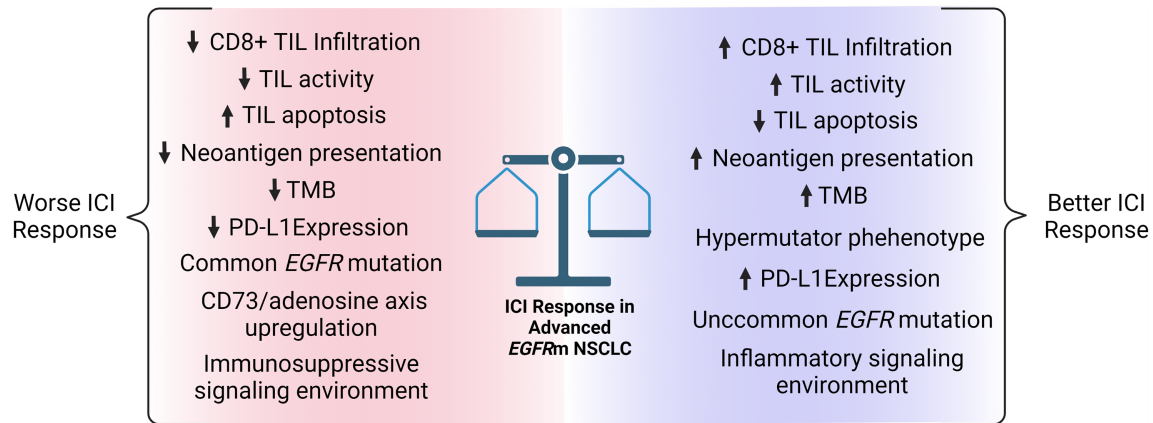 Worse ICI
Response
↓ CD8+ TIL Infiltration
↓ TIL activity
↑ TIL apoptosis
↓ Neoantigen presentation
↓ TMB
↓ PD-L1Expression
Common EGFR mutation
CD73/adenosine axis
upregulation
Immunosuppressive
signaling environment
ICI Response in
Advanced
EGFRm NSCLC
↑ CD8+ TIL Infiltration
↑ TIL activity
↓ TIL apoptosis
↑ Neoantigen presentation
↑ TMB
Hypermutator phehenotype
↑ PD-L1Expression
Unccommon EGFR mutation
Inflammatory signaling
environment
Better ICI
Response